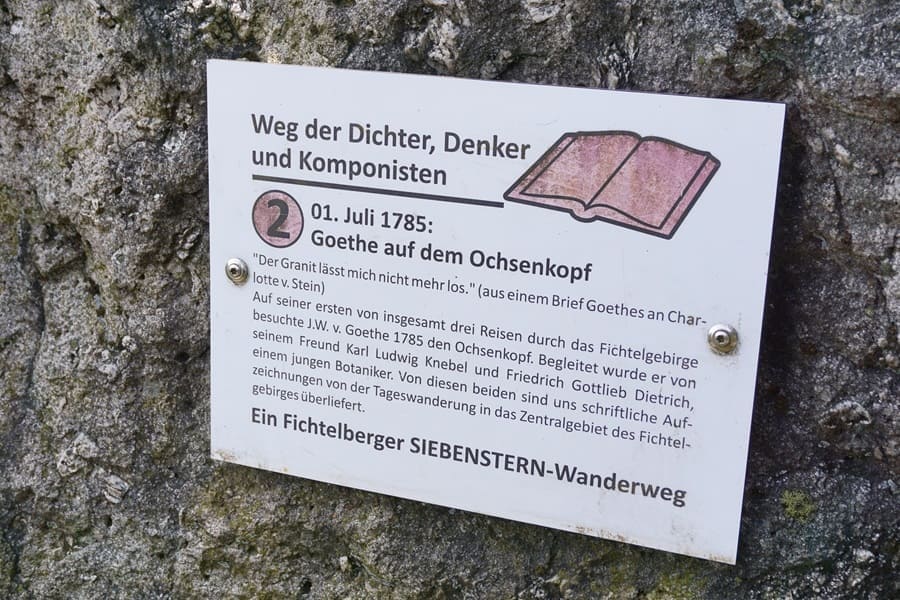 Weg der Dichter, Denker
und Komponisten
2
01. Juli 1785:
Goethe auf dem Ochsenkopf
"Der Granit lässt mich nicht mehr los." (aus einem Brief Goethes an Char-
lotte v. Stein)
Auf seiner ersten von insgesamt drei Reisen durch das Fichtelgebirge
besuchte J.W. v. Goethe 1785 den Ochsenkopf. Begleitet wurde er von
seinem Freund Karl Ludwig Knebel und Friedrich Gottlieb Dietrich,
einem jungen Botaniker. Von diesen beiden sind uns schriftliche Auf-
zeichnungen von der Tageswanderung in das Zentralgebiet des Fichtel-
gebirges überliefert.
Ein Fichtelberger SIEBENSTERN-Wanderweg